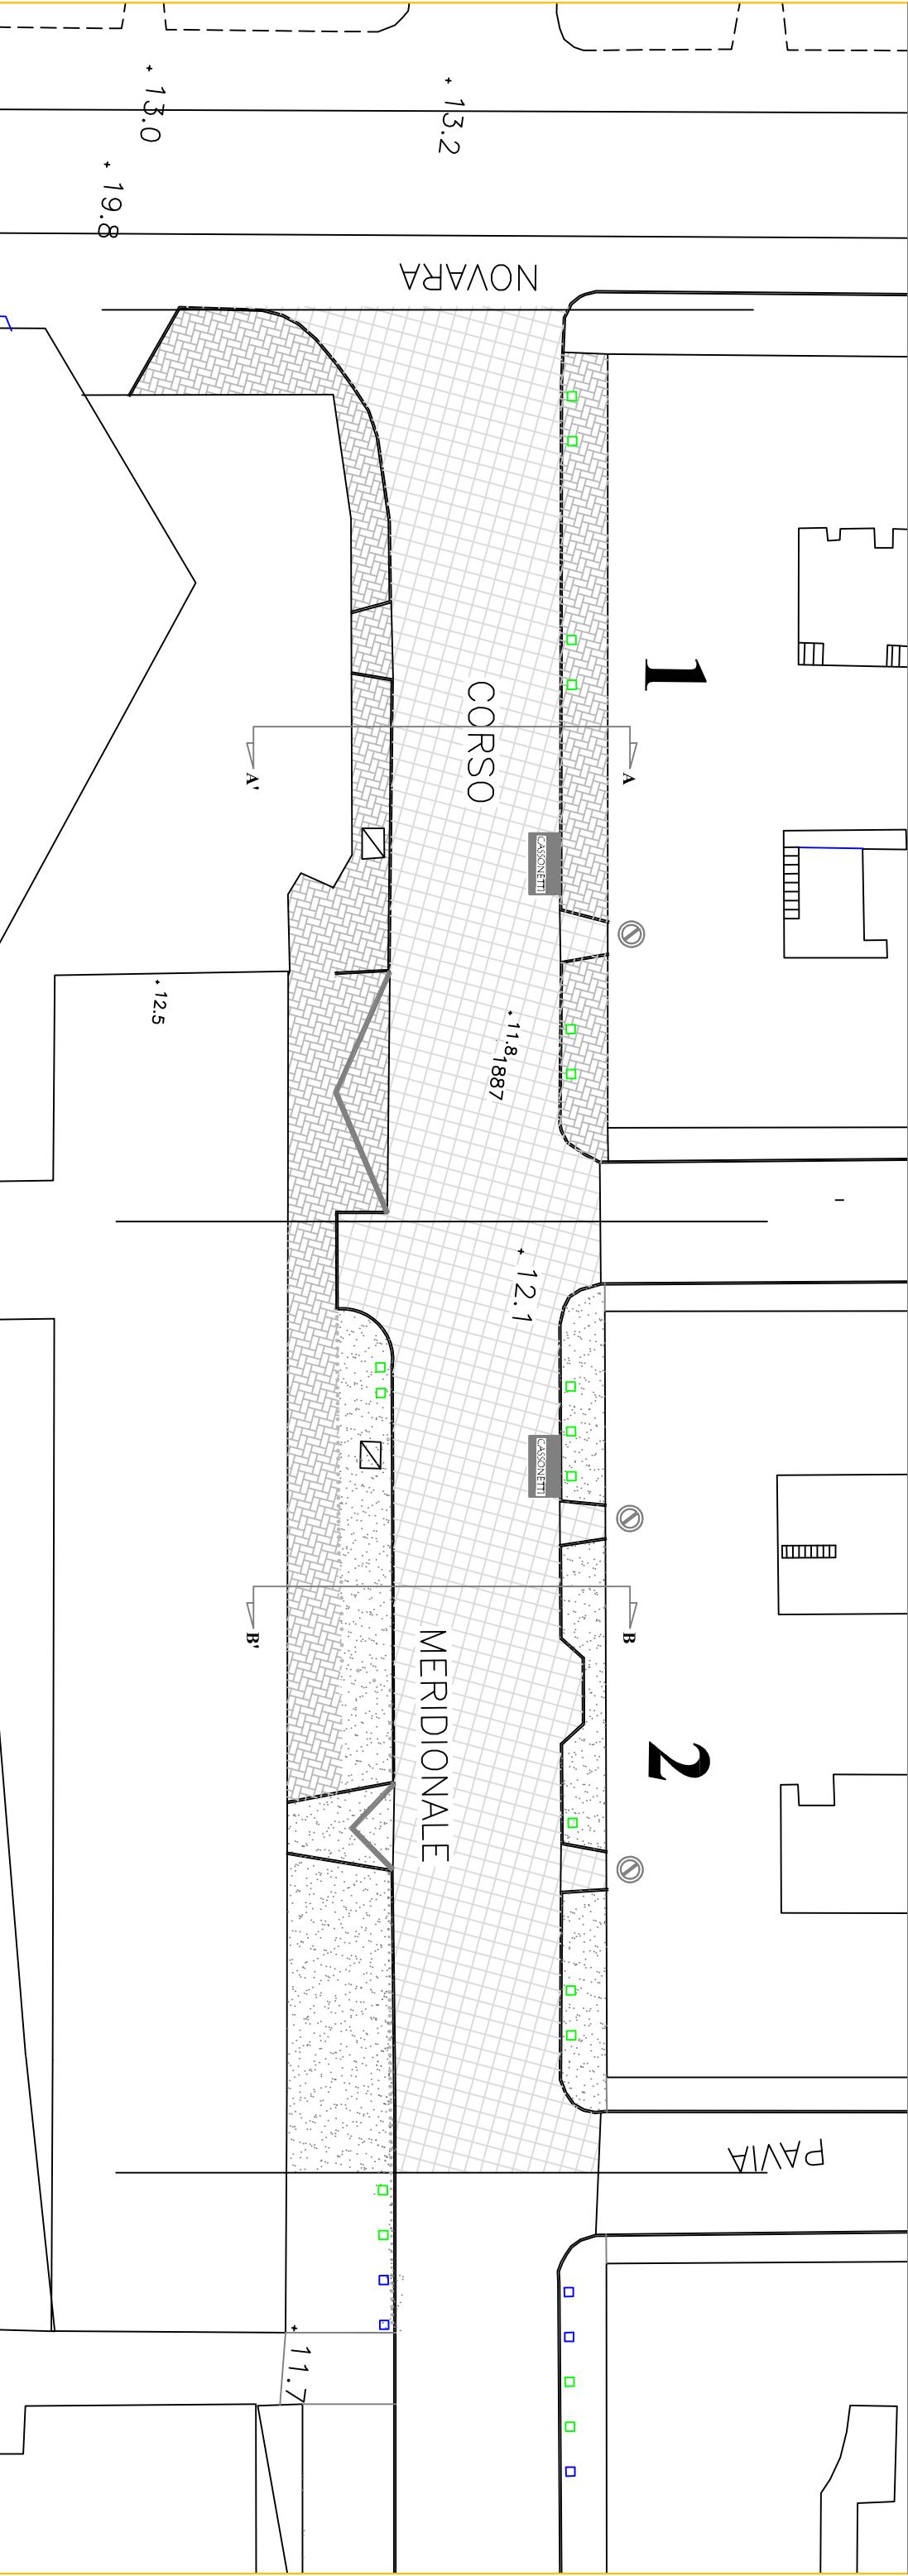 13.0
13.2
19.8
NOVARA
1
CORSO
A'
A
CASSONETTI
12.5
11.8
1887
12.1
CASSONETTI
B'
B
MERIDIONALE
2
PAVIA
11.7